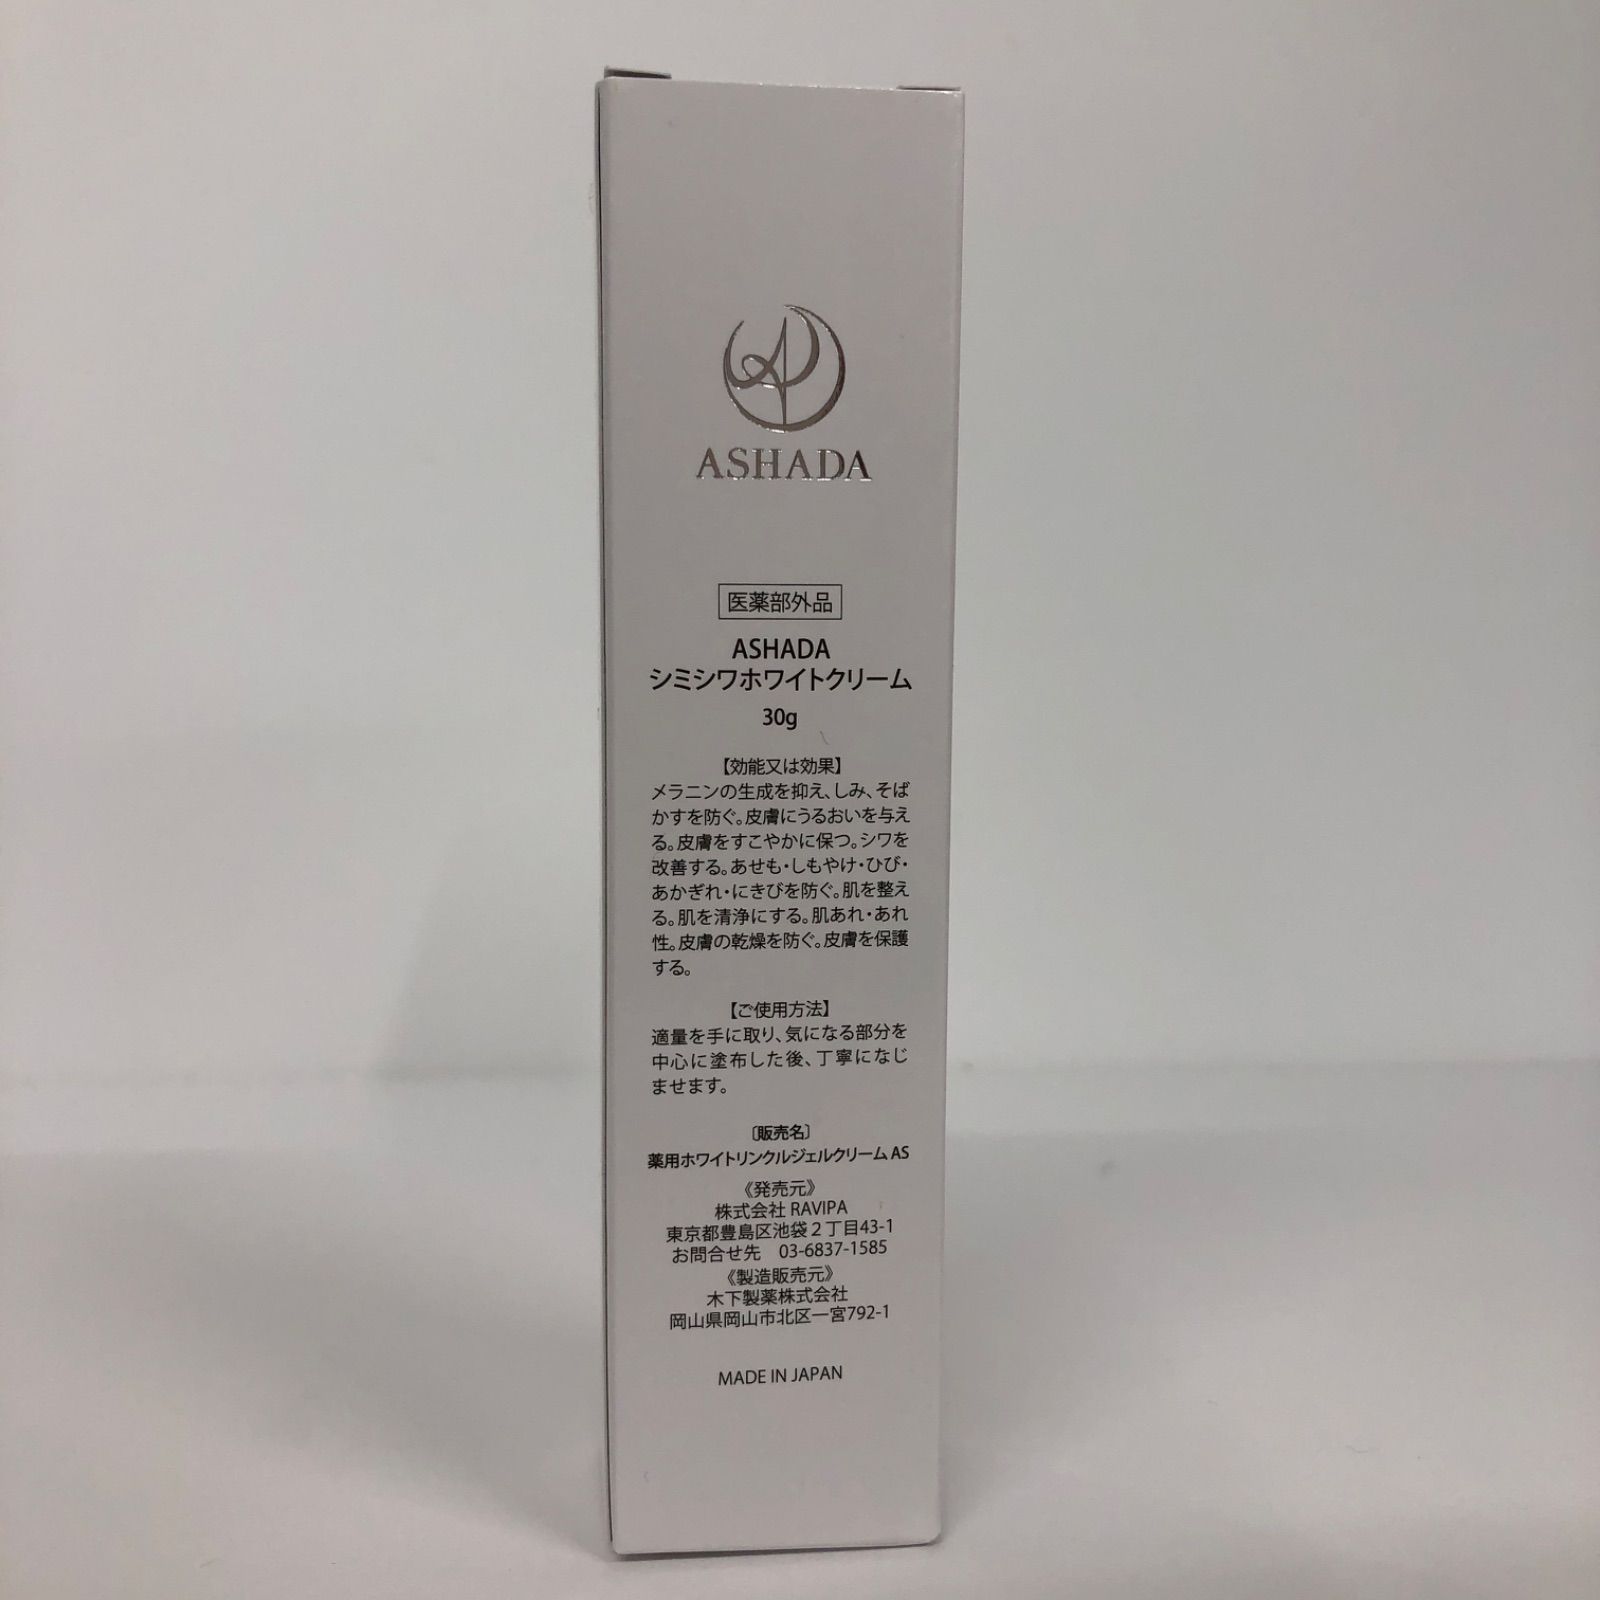 ASHADA
医薬部外品
ASHADA
シミシワホワイトクリーム
30g
【効能又は効果】
メラニンの生成を抑え、しみ、そば
かすを防ぐ。皮膚にうるおいを与え
る。皮膚をすこやかに保つ。シワを
改善する。あせも・しもやけ・ひび・
あかぎれ・にきびを防ぐ。肌を整え
る。肌を清浄にする。肌あれ・あれ
性。皮膚の乾燥を防ぐ。皮膚を保護
する。
【ご使用方法】
適量を手に取り、気になる部分を
中心に塗布した後、丁寧になじ
ませます。
〔販売名〕
薬用ホワイトリンクルジェルクリーム AS
《発売元》
株式会社 RAVIPA
東京都豊島区池袋2丁目43-1
お問合せ先 03-6837-1585
《製造販売元》
木下製薬株式会社
岡山県岡山市北区一宮792-1
MADE IN JAPAN